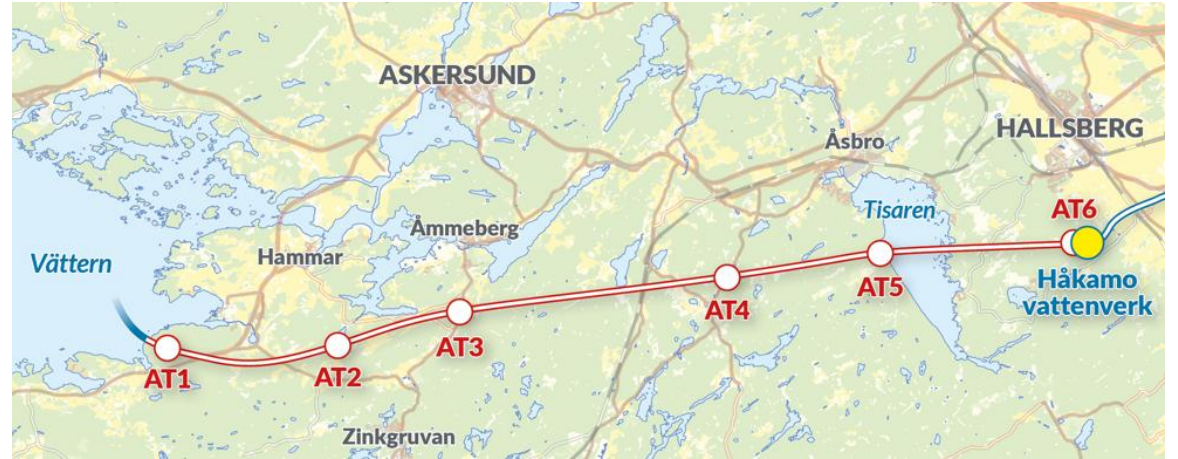 ASKERSUND
HALLSBERG
Åsbro
Tisaren
AT6
Åmmeberg
Hammar
Vättern
Håkamo
vattenverk
AT5
AT4
AT3
AT2
AT1
Zinkgruvan